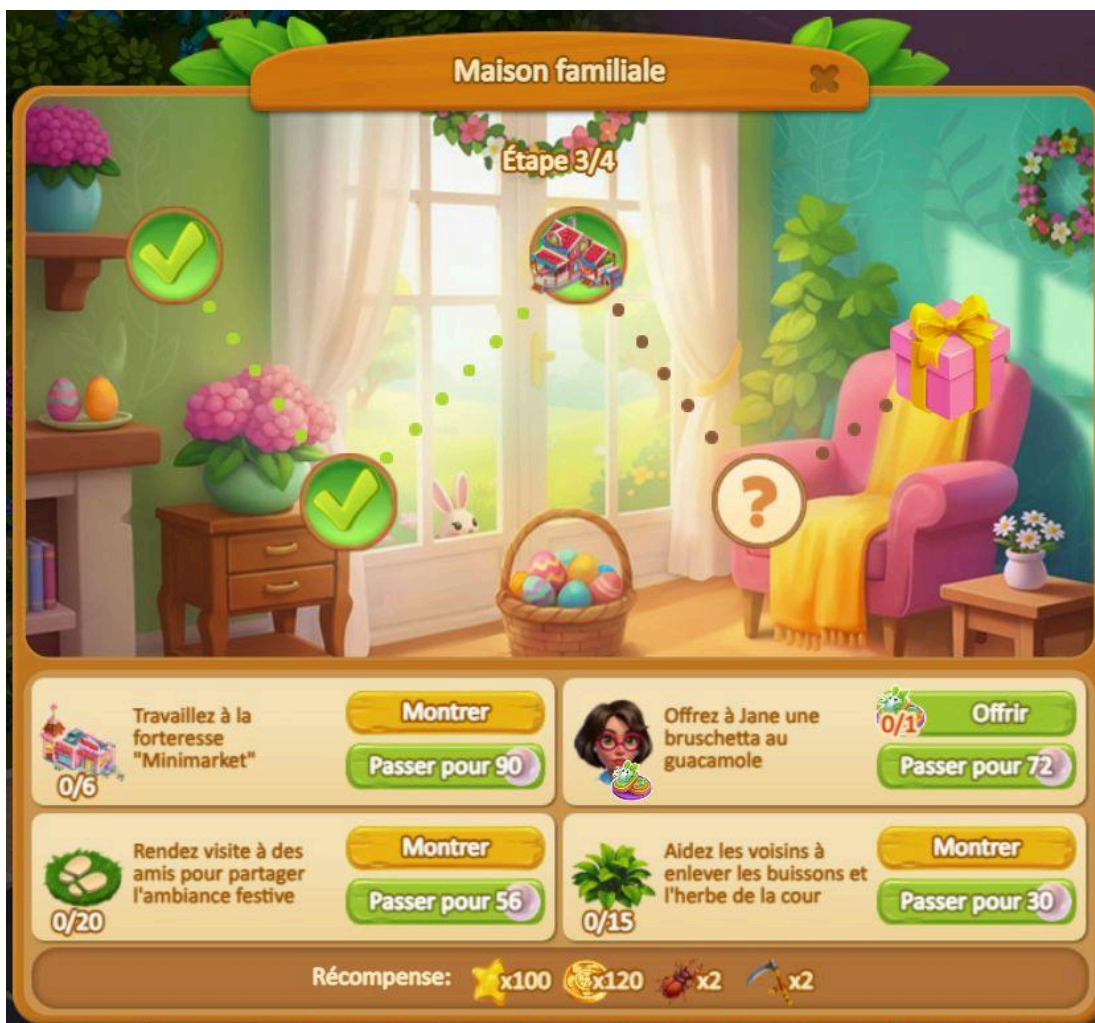 Maison familiale
Étape 3/4
?
Travaillez à la
forteresse
"Minimarket"
0/6
Montrer
Passer pour 90
Offrez à Jane une
bruschetta au
guacamole
0/1
Offrir
Passer pour 72
Rendez visite à des
amis pour partager
l'ambiance festive
0/20
Montrer
Passer pour 56
Aidez les voisins à
enlever les buissons et
l'herbe de la cour
0/15
Montrer
Passer pour 30
Récompense: x100 x120 x2 x2